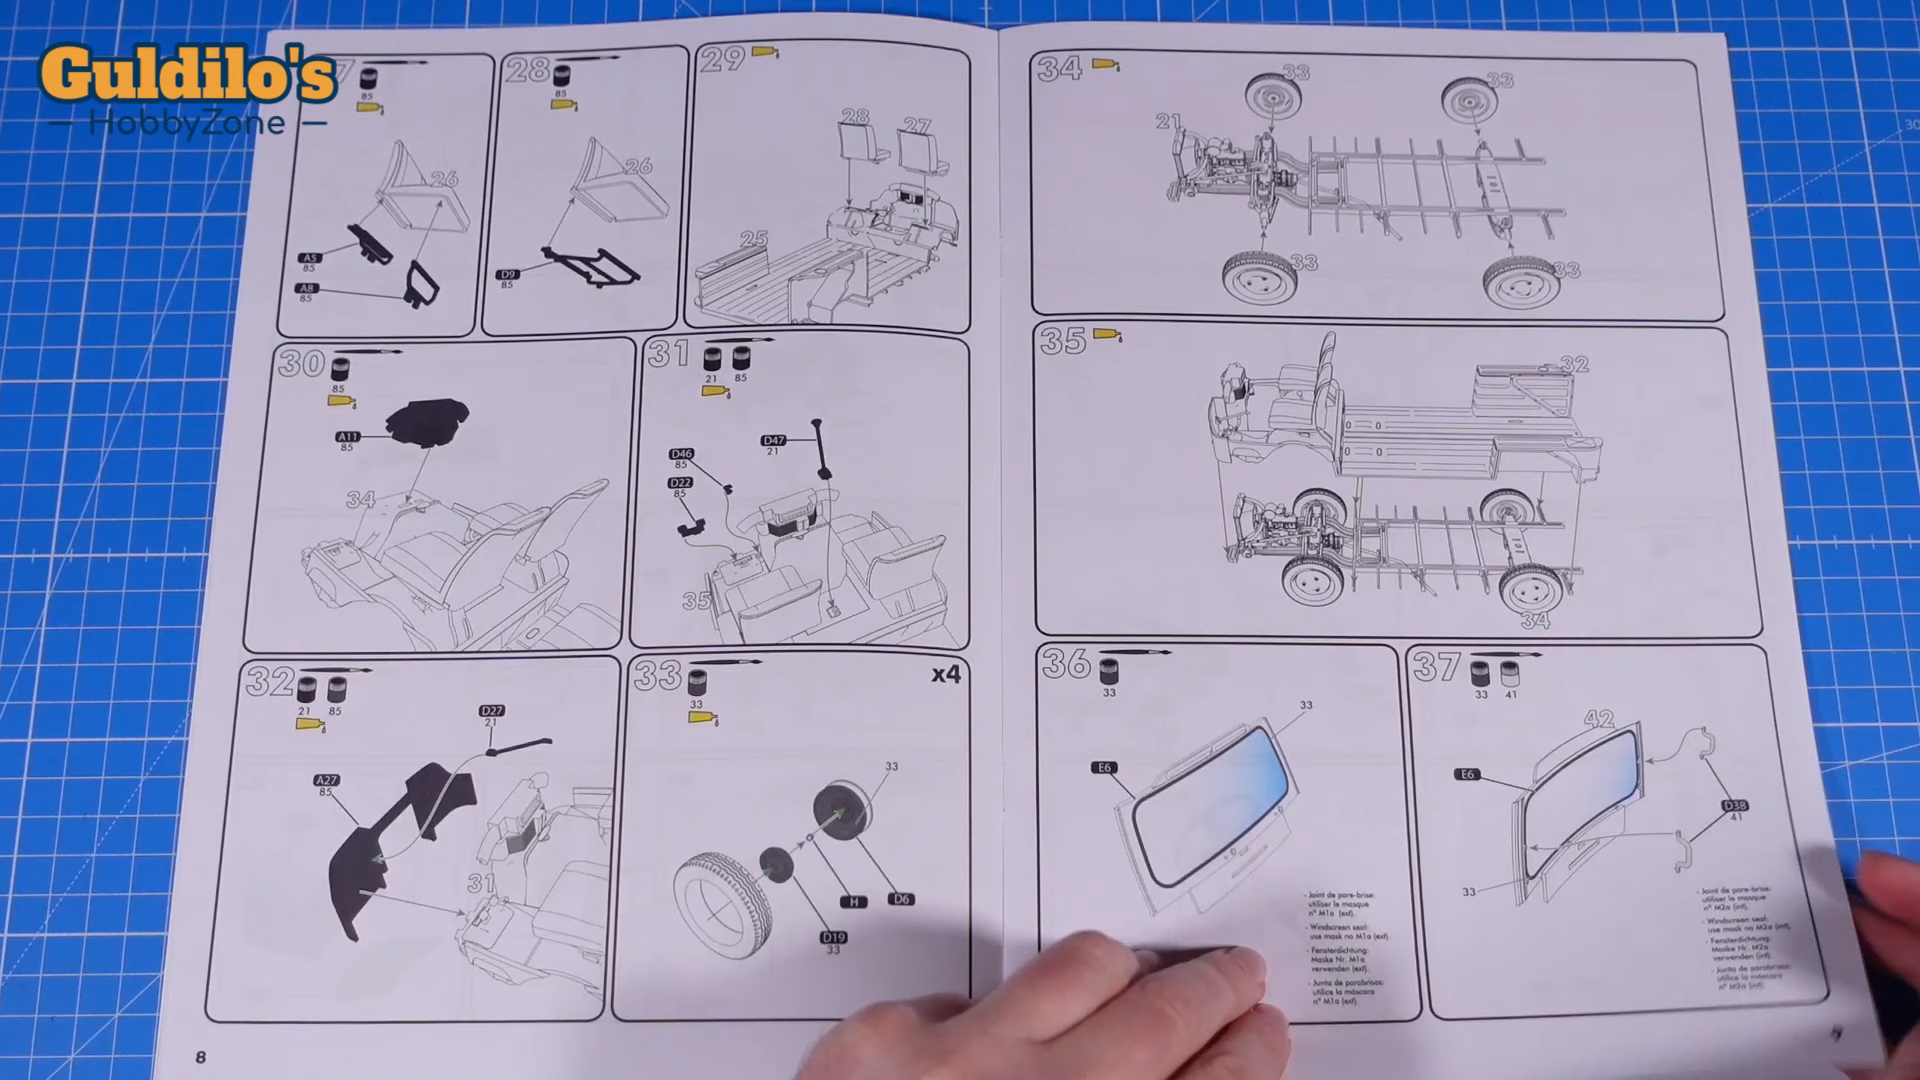 Guldilo's
HobbyZone
7
85
26
A5
85
A8
85
28
85
26
D9
85
29
28
27
25
30
85
A11
85
34
31
21
85
D47
21
D46
85
D22
85
35
32
21
85
D27
21
A27
85
31
33
x4
33
33
H
D6
D19
33
8
34
33
33
21
33
33
35
32
34
36
33
33
E6
- Joint de pare-brise:
utiliser le masque
n° M1a (ext).
- Windscreen seal:
use mask no M1a (ext).
- Fensterdichtung:
Maske Nr. M1a
verwenden (ext).
- Junta de parabrisas:
utilice la máscara
n° M1a (ext).
37
33
41
42
E6
D38
41
33
- Joint de pare-brise:
utiliser le masque
n° M2a (int).
- Windscreen seal:
use mask no M2a (int).
- Fensterdichtung:
Maske Nr. M2a
verwenden (int).
- Junta de parabrisas:
utilice la máscara
n° M2a (int).
30